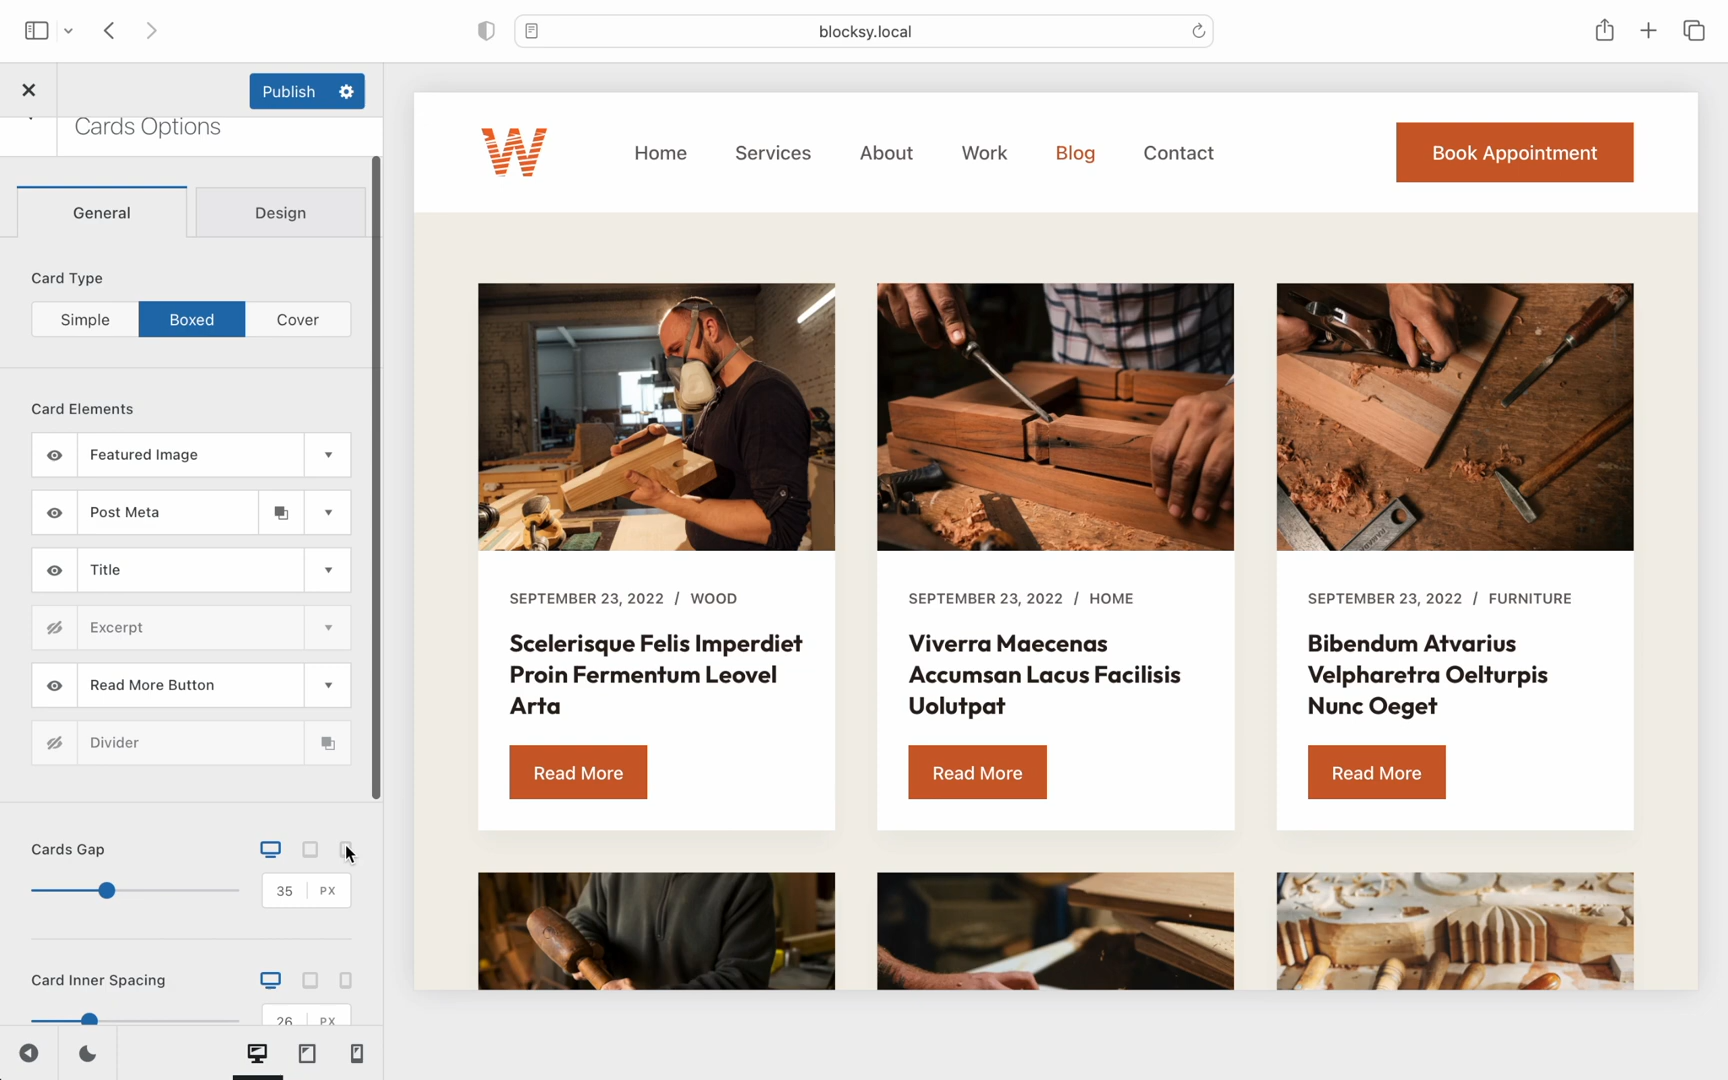 blocksy.local
Publish
Cards Options
General
Design
Card Type
Simple
Boxed
Cover
Card Elements
Featured Image
Post Meta
Title
Excerpt
Read More Button
Divider
Cards Gap
35 PX
Card Inner Spacing
26 PX
W
Home
Services
About
Work
Blog
Contact
Book Appointment
SEPTEMBER 23, 2022 / WOOD
Scelerisque Felis Imperdiet
Proin Fermentum Leovel
Arta
Read More
SEPTEMBER 23, 2022 / HOME
Viverra Maecenas
Accumsan Lacus Facilisis
Uolutpat
Read More
SEPTEMBER 23, 2022 / FURNITURE
Bibendum Atvarius
Velpharetra Oelturpis
Nunc Oeget
Read More